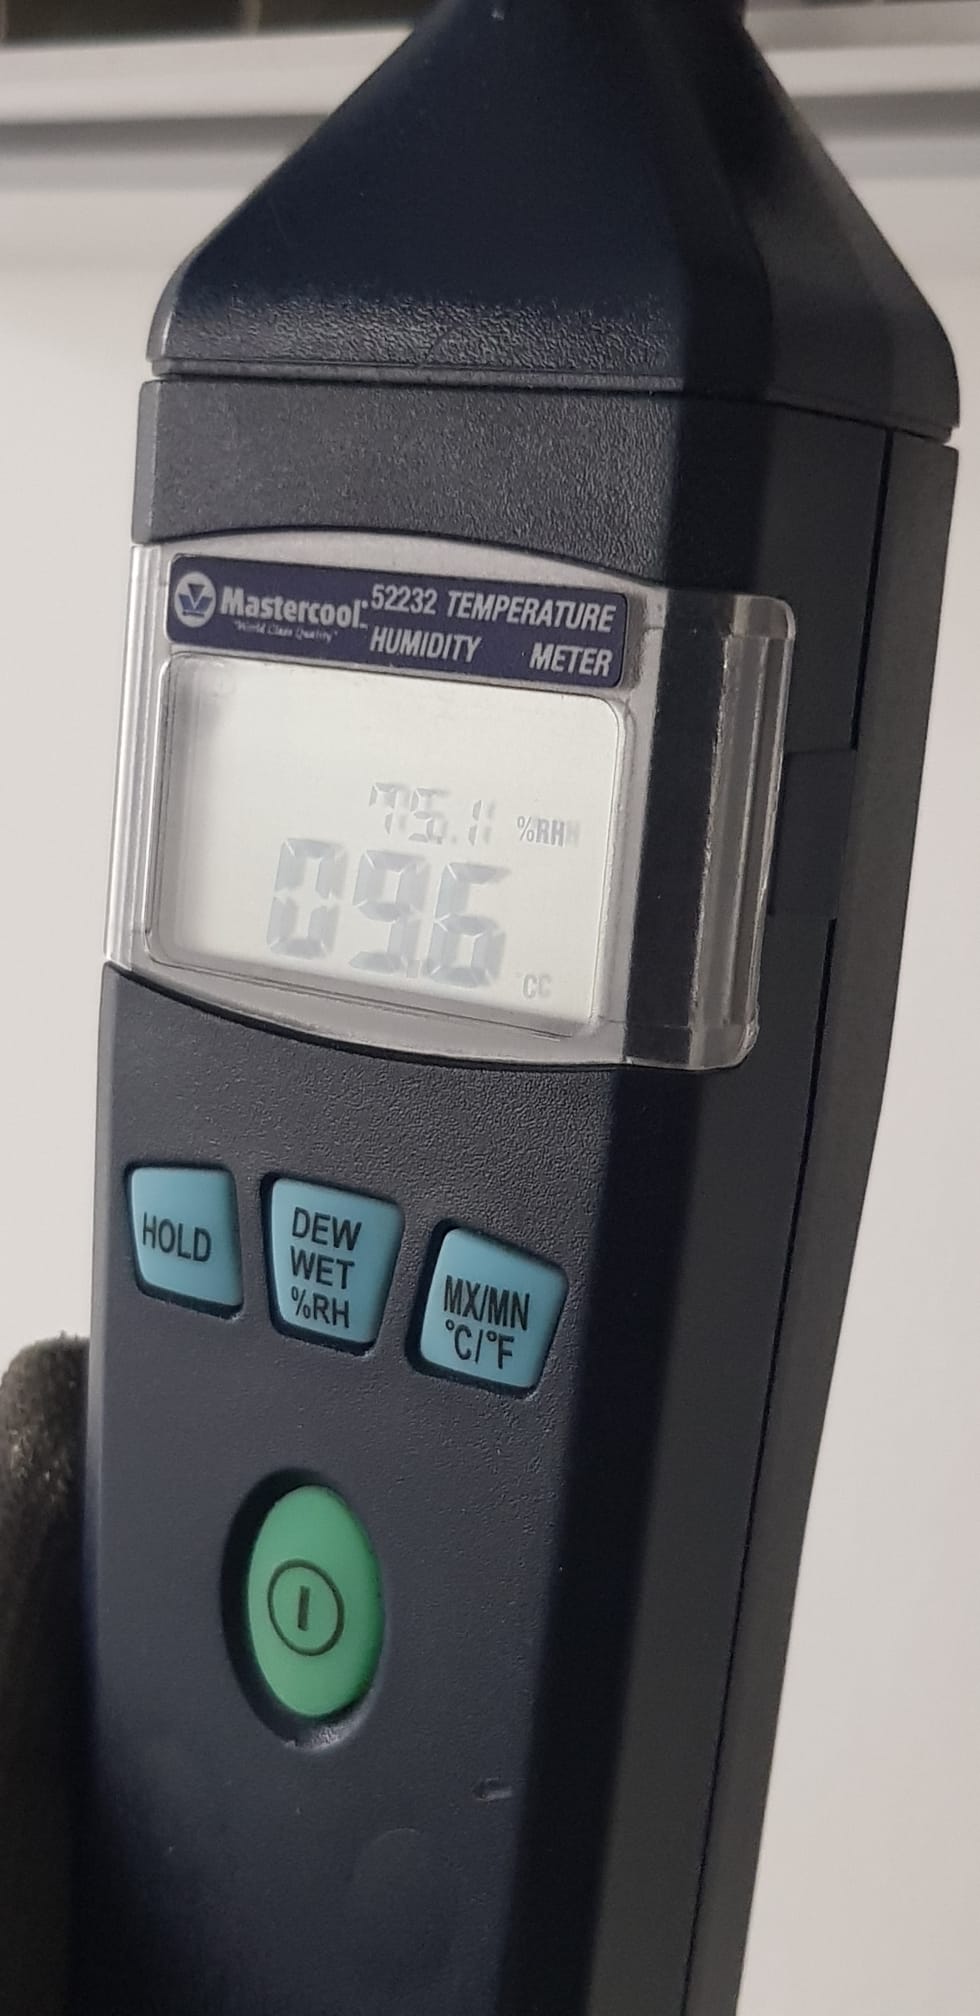 Mastercool 52232 TEMPERATURE
"World Class Quality" HUMIDITY METER
75.1 %RH
09.6
°C
HOLD
DEW
WET
%RH
MX/MN
°C/°F